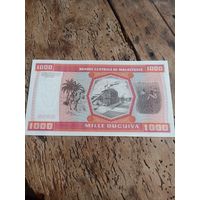 1000 BANQUE CENTRALE DE MAURITANIE 1000
1000 MILLE OUGUIYA 1000